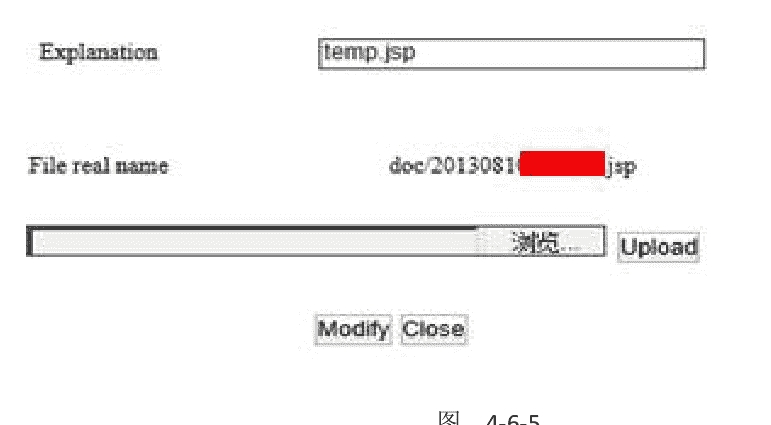 Explanation temp.jsp
File real name doc/2013081 jsp
浏览... Upload
Modify Close
图 4-6-5